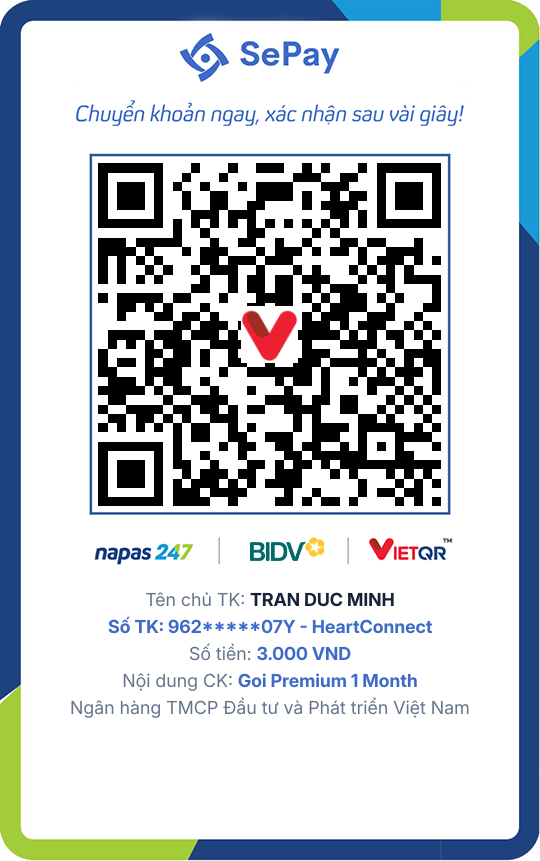 SePay
Chuyển khoản ngay, xác nhận sau vài giây!
napas 247 | BIDV | VIETQR™
Tên chủ TK: TRAN DUC MINH
Số TK: 962*****07Y - HeartConnect
Số tiền: 3.000 VND
Nội dung CK: Goi Premium 1 Month
Ngân hàng TMCP Đầu tư và Phát triển Việt Nam